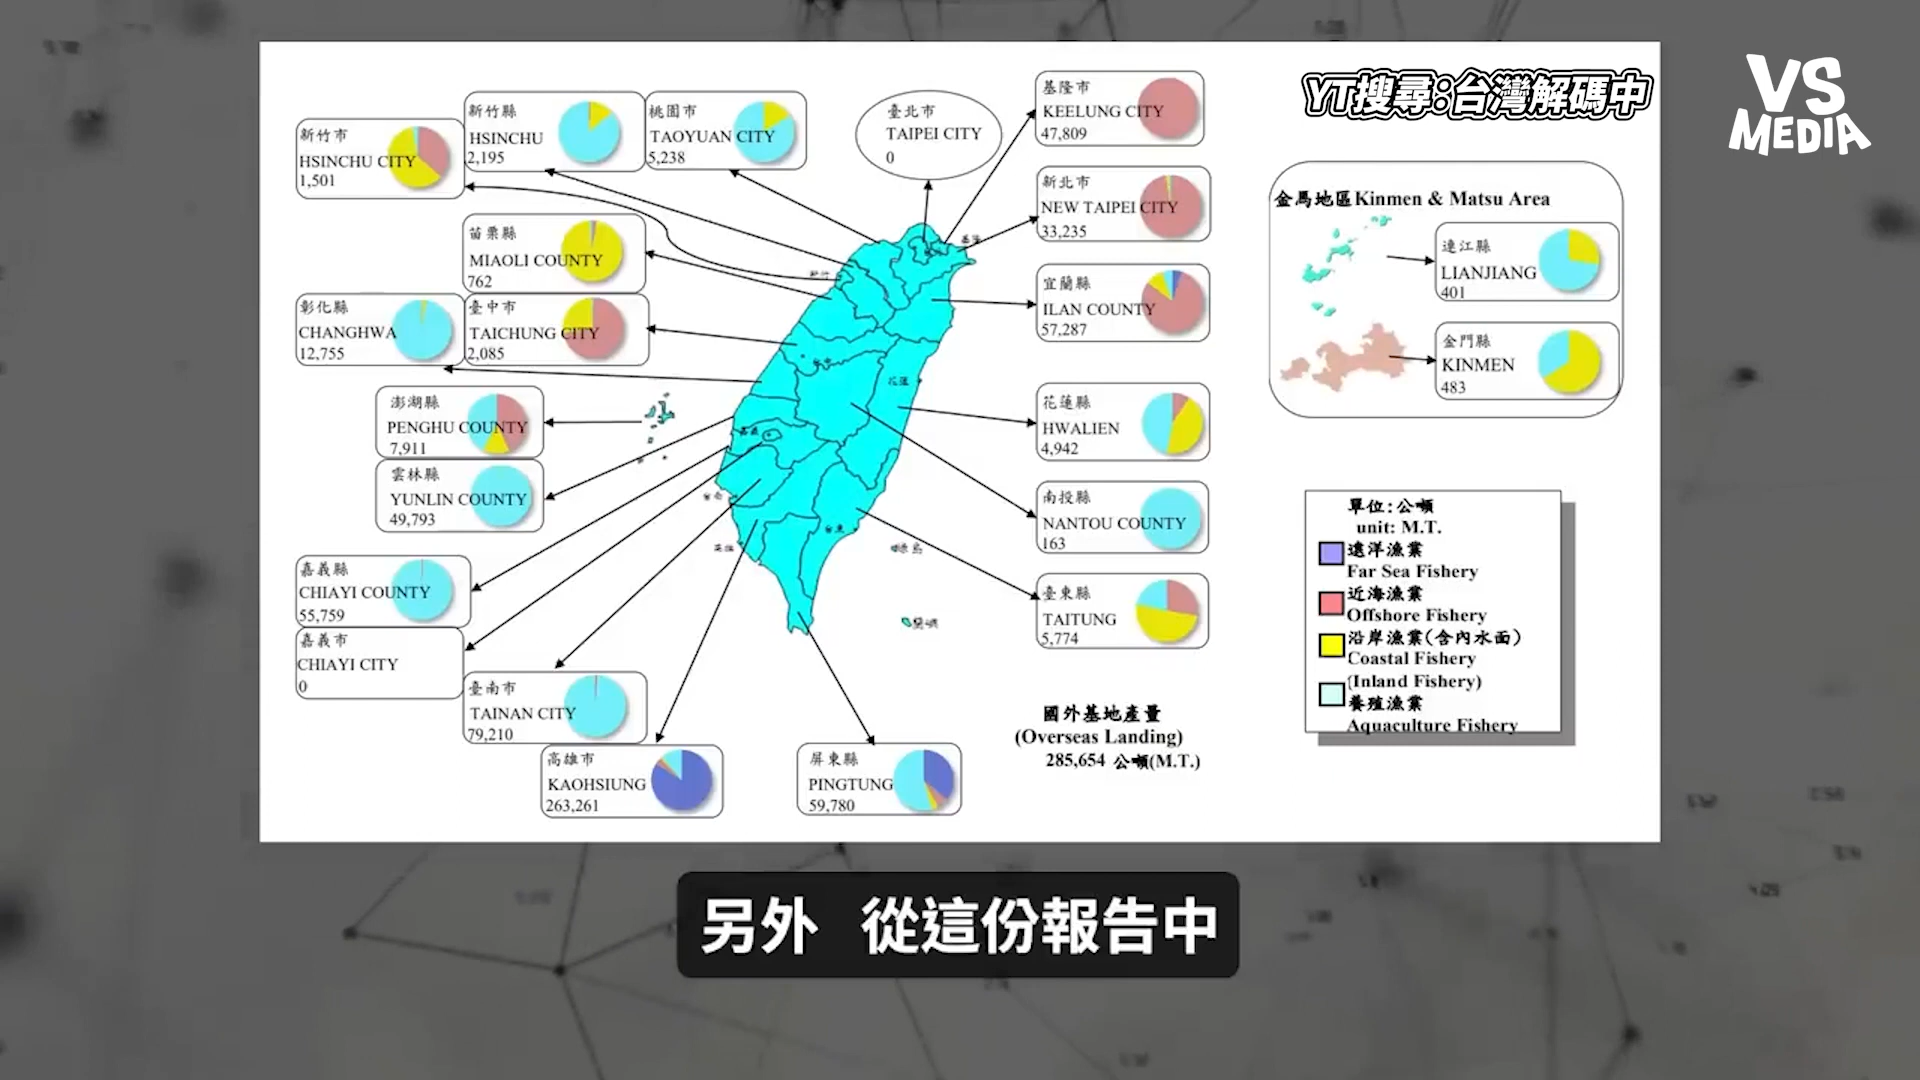 YT搜尋:台灣解碼中
VS
MEDIA
新竹市
HSINCHU CITY
1,501
新竹縣
HSINCHU
2,195
桃園市
TAOYUAN CITY
5,238
臺北市
TAIPEI CITY
0
基隆市
KEELUNG CITY
47,809
新北市
NEW TAIPEI CITY
33,235
苗栗縣
MIAOLI COUNTY
762
彰化縣
CHANGHWA
12,755
臺中市
TAICHUNG CITY
2,085
宜蘭縣
ILAN COUNTY
57,287
金馬地區Kinmen & Matsu Area
連江縣
LIANJIANG
401
金門縣
KINMEN
483
澎湖縣
PENGHU COUNTY
7,911
雲林縣
YUNLIN COUNTY
49,793
花蓮
花蓮縣
HWALIEN
4,942
南投縣
NANTOU COUNTY
163
臺東縣
TAITUNG
5,774
嘉義縣
CHIAYI COUNTY
55,759
嘉義市
CHIAYI CITY
0
臺南市
TAINAN CITY
79,210
高雄市
KAOHSIUNG
263,261
屏東縣
PINGTUNG
59,780
國外基地產量
(Overseas Landing)
285,654 公噸(M.T.)
單位:公噸
unit: M.T.
遠洋漁業
Far Sea Fishery
近海漁業
Offshore Fishery
沿岸漁業(含內水面)
Coastal Fishery
(Inland Fishery)
養殖漁業
Aquaculture Fishery
另外 從這份報告中